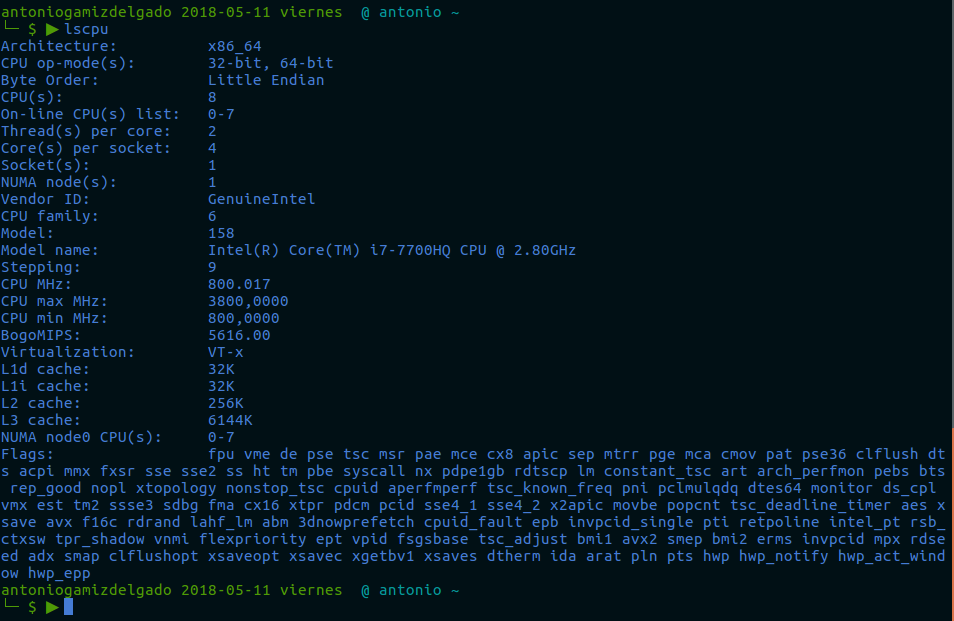 antoniogamizdelgado 2018-05-11 viernes  @ antonio ~
└─ $ ▶ lscpu
Architecture:          x86_64
CPU op-mode(s):        32-bit, 64-bit
Byte Order:            Little Endian
CPU(s):                8
On-line CPU(s) list:   0-7
Thread(s) per core:    2
Core(s) per socket:    4
Socket(s):             1
NUMA node(s):          1
Vendor ID:             GenuineIntel
CPU family:            6
Model:                 158
Model name:            Intel(R) Core(TM) i7-7700HQ CPU @ 2.80GHz
Stepping:              9
CPU MHz:               800.017
CPU max MHz:           3800,0000
CPU min MHz:           800,0000
BogoMIPS:              5616.00
Virtualization:        VT-x
L1d cache:             32K
L1i cache:             32K
L2 cache:              256K
L3 cache:              6144K
NUMA node0 CPU(s):     0-7
Flags:                 fpu vme de pse tsc msr pae mce cx8 apic sep mtrr pge mca cmov pat pse36 clflush dt
s acpi mmx fxsr sse sse2 ss ht tm pbe syscall nx pdpe1gb rdtscp lm constant_tsc art arch_perfmon pebs bts
 rep_good nopl xtopology nonstop_tsc cpuid aperfmperf tsc_known_freq pni pclmulqdq dtes64 monitor ds_cpl 
vmx est tm2 ssse3 sdbg fma cx16 xtpr pdcm pcid sse4_1 sse4_2 x2apic movbe popcnt tsc_deadline_timer aes x
save avx f16c rdrand lahf_lm abm 3dnowprefetch cpuid_fault epb invpcid_single pti retpoline intel_pt rsb_
ctxsw tpr_shadow vnmi flexpriority ept vpid fsgsbase tsc_adjust bmi1 avx2 smep bmi2 erms invpcid mpx rdse
ed adx smap clflushopt xsaveopt xsavec xgetbv1 xsaves dtherm ida arat pln pts hwp hwp_notify hwp_act_wind
ow hwp_epp
antoniogamizdelgado 2018-05-11 viernes  @ antonio ~
└─ $ ▶